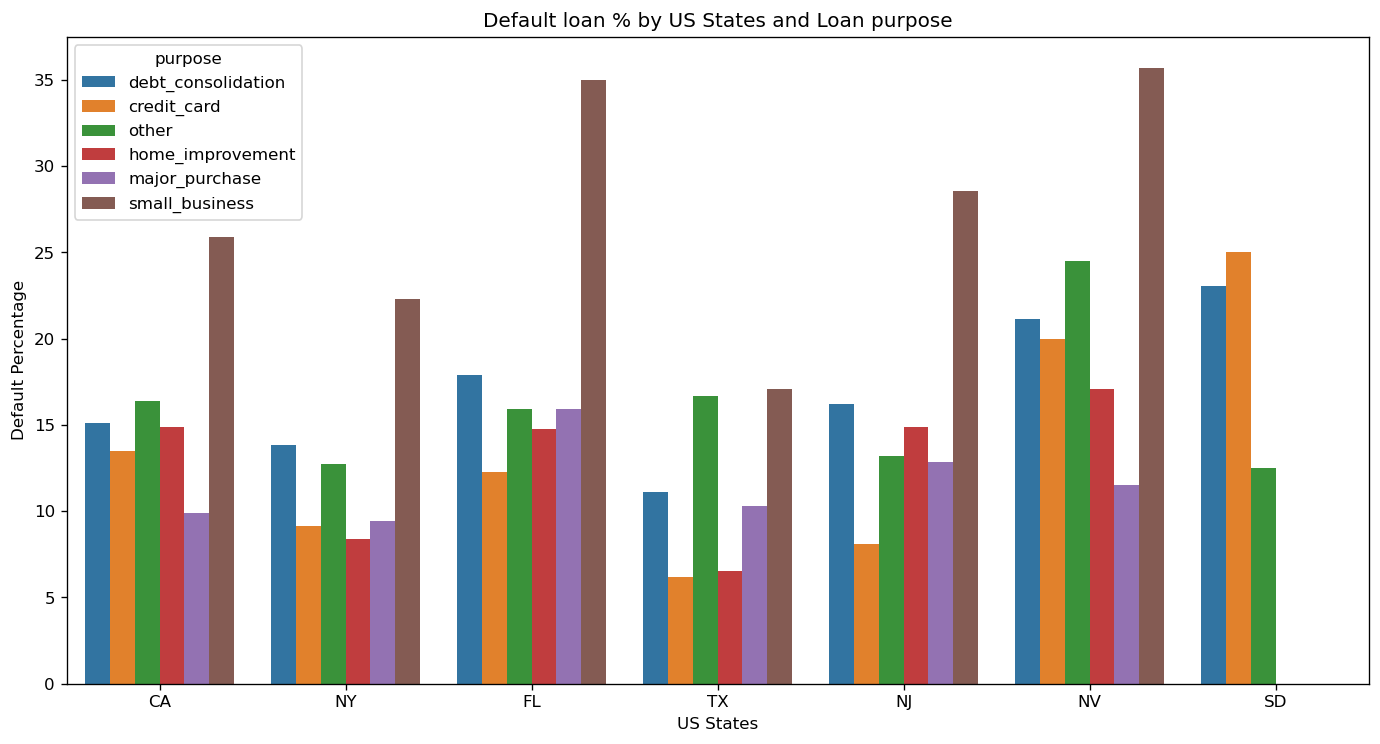 Default loan % by US States and Loan purpose
purpose
debt_consolidation
credit_card
other
home_improvement
major_purchase
small_business
Default Percentage
35
30
25
20
15
10
5
0
CA NY FL TX NJ NV SD
US States